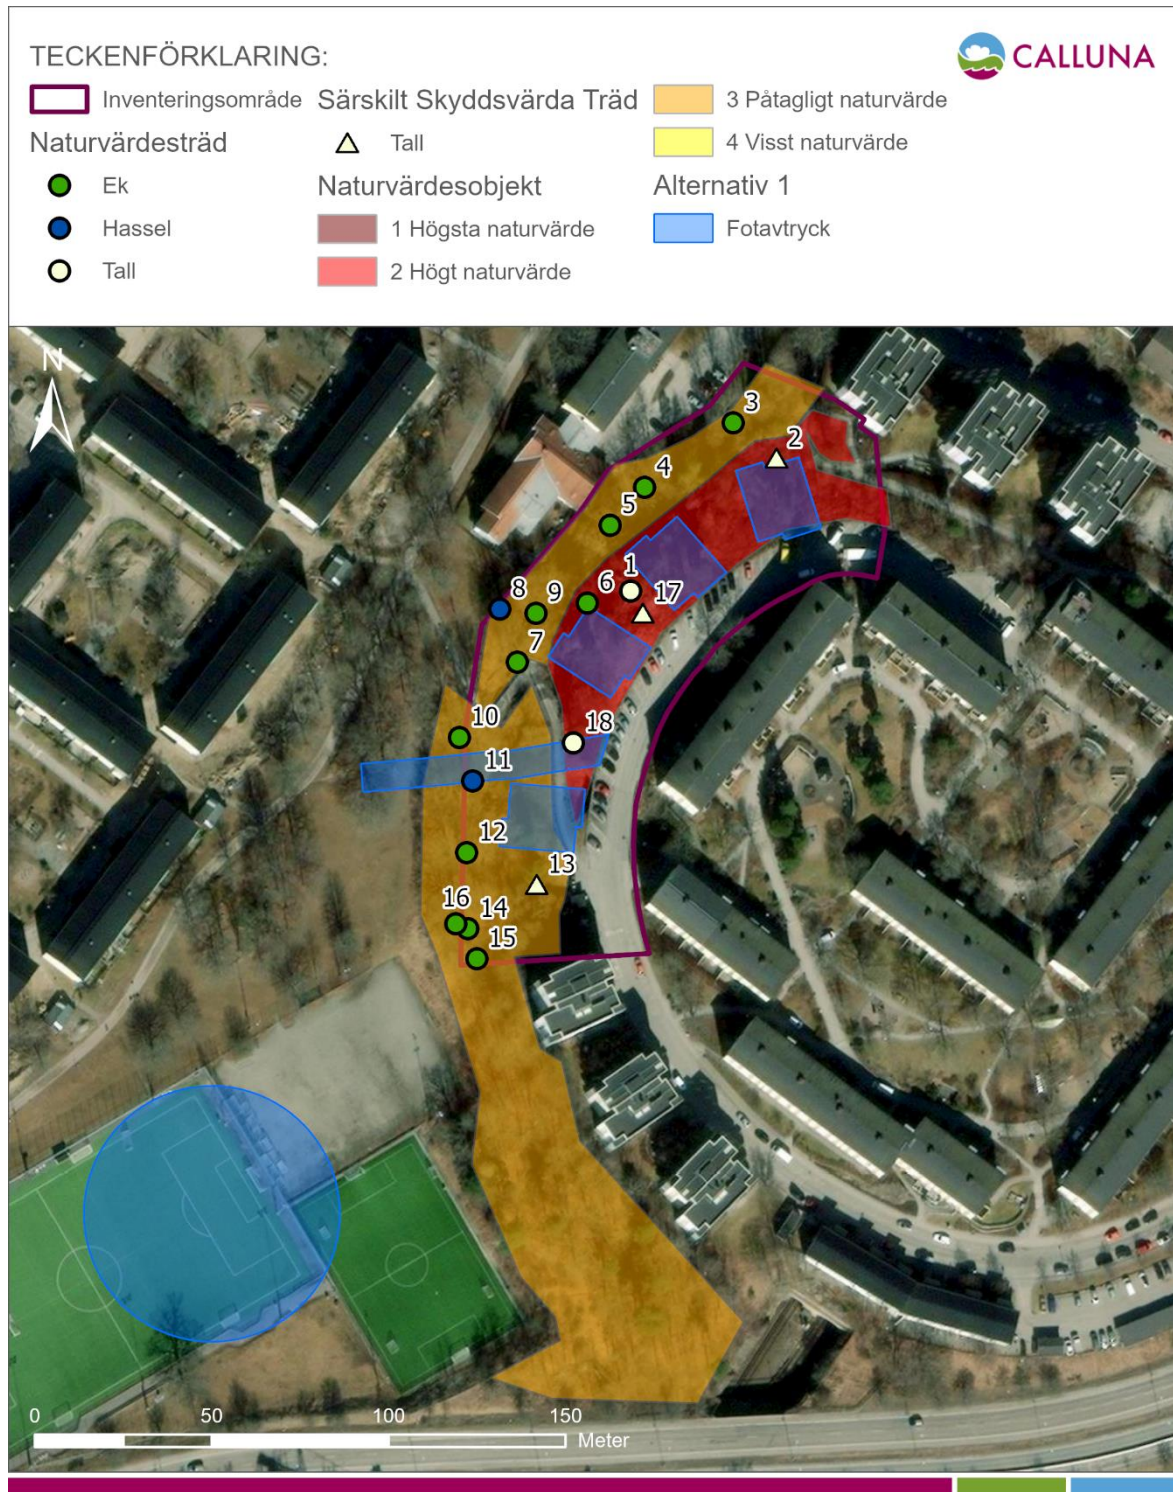 TECKENFÖRKLARING:
CALLUNA
Inventeringsområde
Naturvärdesträd
Ek
Hassel
Tall
Särskilt Skyddsvärda Träd
Tall
Naturvärdesobjekt
1 Högsta naturvärde
2 Högt naturvärde
3 Påtagligt naturvärde
4 Visst naturvärde
Alternativ 1
Fotavtryck
N
3
2
4
5
1
6
17
8
9
7
10
18
11
12
13
16
14
15
0 50 100 150
Meter